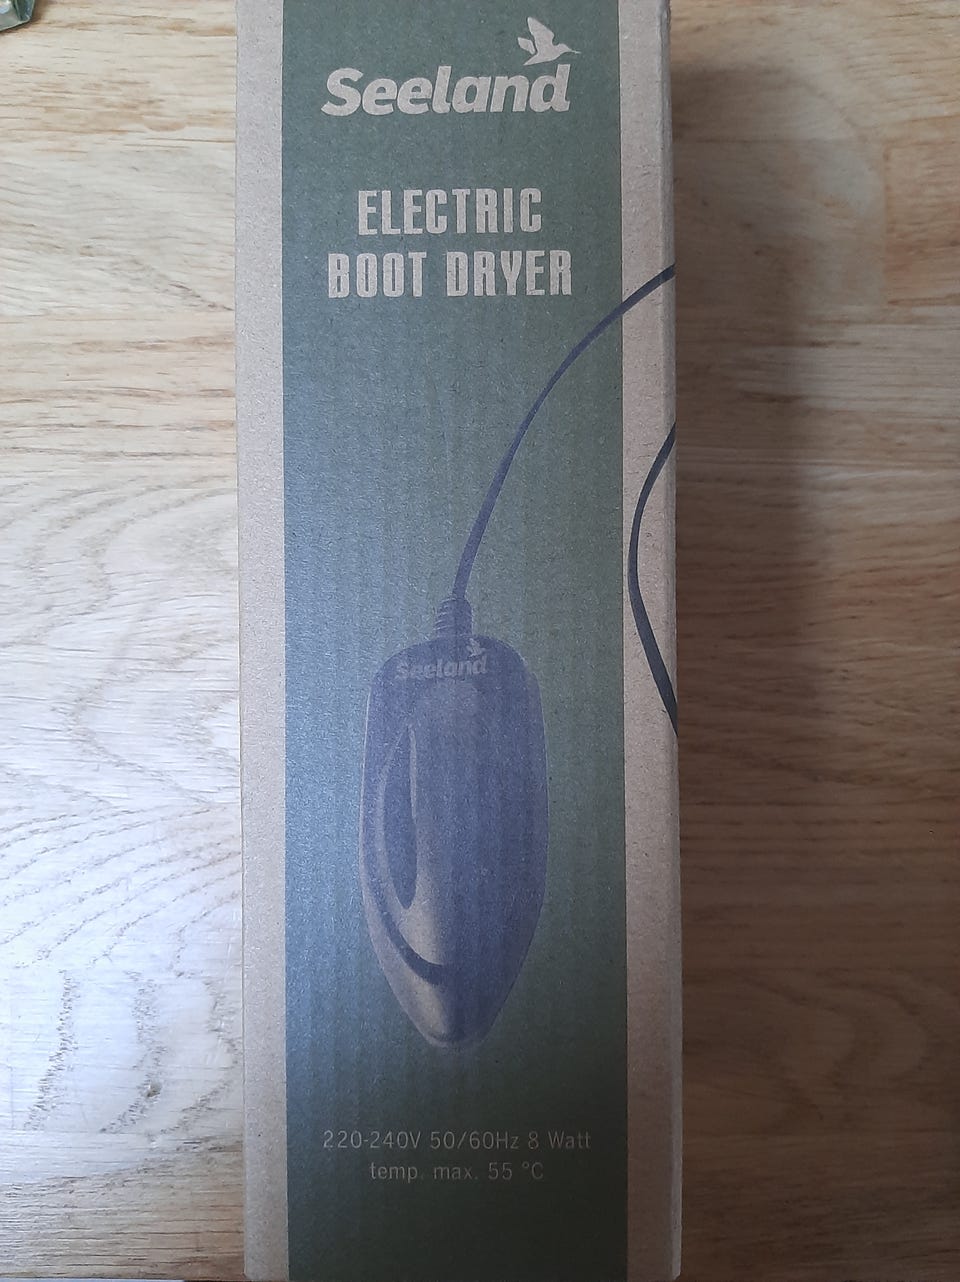 Seeland
ELECTRIC
BOOT DRYER
Seeland
220-240V 50/60Hz 8 Watt
temp. max. 55 °C